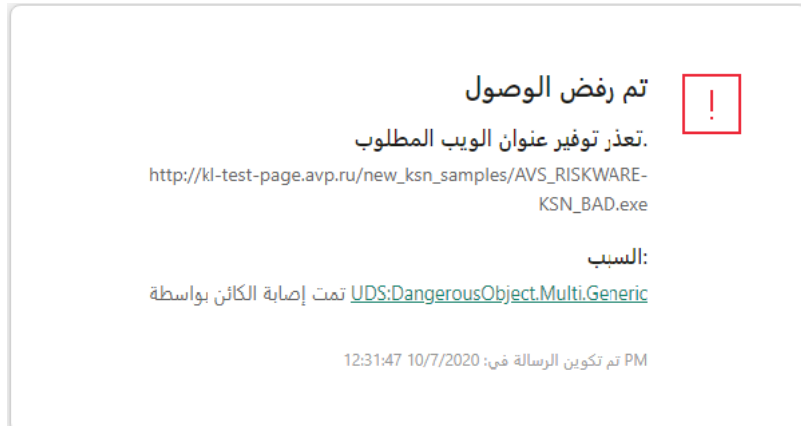 !
تم رفض الوصول
.تعذر توفير عنوان الويب المطلوب
http://kl-test-page.avp.ru/new_ksn_samples/AVS_RISKWARE-
KSN_BAD.exe
:السبب
UDS:DangerousObject.Multi.Generic تمت إصابة الكائن بواسطة
PM تم تكوين الرسالة في: 10/7/2020 12:31:47